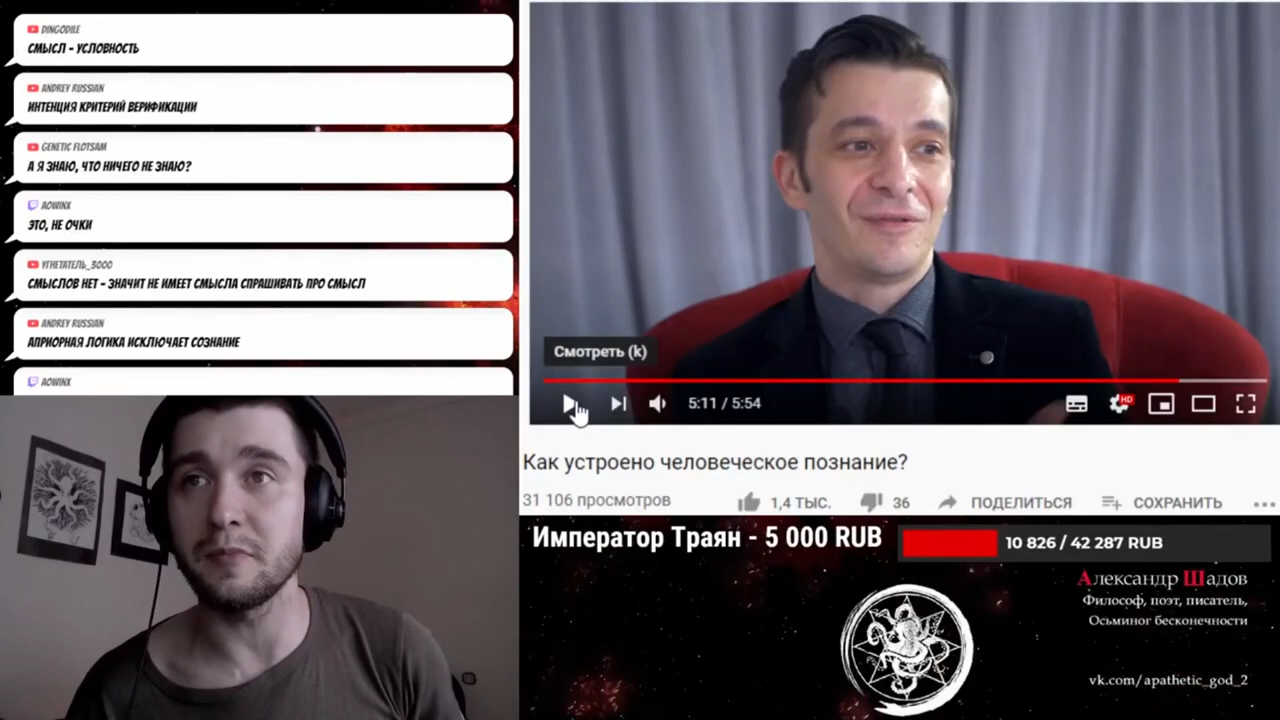 DINGODILE
СМЫСЛ - УСЛОВНОСТЬ
ANDREY RUSSIAN
ИНТЕНЦИЯ КРИТЕРИЙ ВЕРИФИКАЦИИ
GENETIC FLOTSAM
А Я ЗНАЮ, ЧТО НИЧЕГО НЕ ЗНАЮ?
AOWINX
ЭТО, НЕ ОЧКИ
УГНЕТАТЕЛЬ_3000
СМЫСЛОВ НЕТ - ЗНАЧИТ НЕ ИМЕЕТ СМЫСЛА СПРАШИВАТЬ ПРО СМЫСЛ
ANDREY RUSSIAN
АПРИОРНАЯ ЛОГИКА ИСКЛЮЧАЕТ СОЗНАНИЕ
AOWINX
Смотреть (k)
5:11 / 5:54
HD
Как устроено человеческое познание?
31 106 просмотров
1,4 ТЫС.
36
ПОДЕЛИТЬСЯ
СОХРАНИТЬ
Император Траян - 5 000 RUB
10 826 / 42 287 RUB
Александр Шадов
Философ, поэт, писатель,
Осьминог бесконечности
vk.com/apathetic_god_2